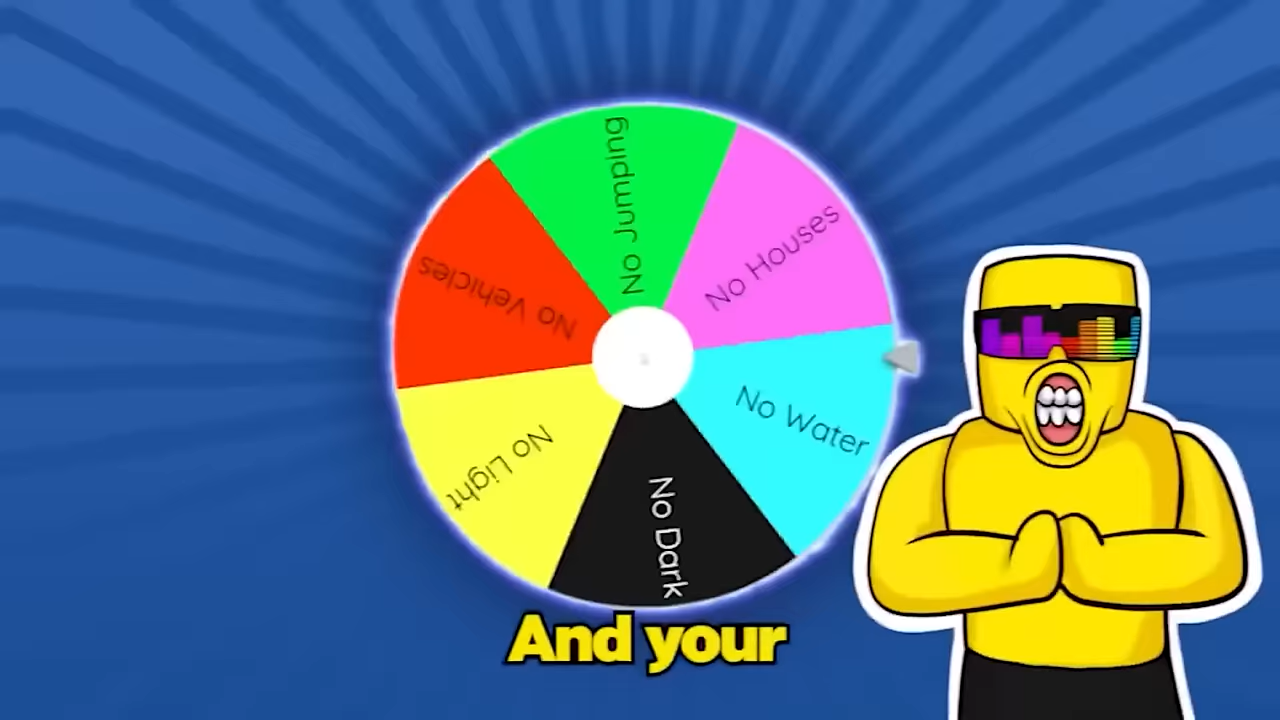 No Jumping
No Houses
No Vehicles
No Water
No Light
No Dark
And your